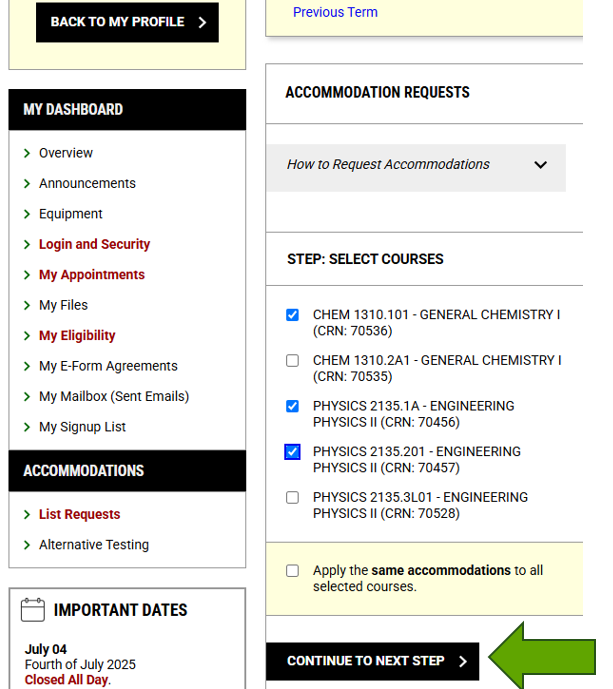 BACK TO MY PROFILE
MY DASHBOARD
Overview
Announcements
Equipment
Login and Security
My Appointments
My Files
My Eligibility
My E-Form Agreements
My Mailbox (Sent Emails)
My Signup List
ACCOMMODATIONS
List Requests
Alternative Testing
IMPORTANT DATES
July 04
Fourth of July 2025
Closed All Day.
Previous Term
ACCOMMODATION REQUESTS
How to Request Accommodations
STEP: SELECT COURSES
CHEM 1310.101 - GENERAL CHEMISTRY I
(CRN: 70536)
CHEM 1310.2A1 - GENERAL CHEMISTRY I
(CRN: 70535)
PHYSICS 2135.1A - ENGINEERING
PHYSICS II (CRN: 70456)
PHYSICS 2135.201 - ENGINEERING
PHYSICS II (CRN: 70457)
PHYSICS 2135.3L01 - ENGINEERING
PHYSICS II (CRN: 70528)
Apply the same accommodations to all
selected courses.
CONTINUE TO NEXT STEP